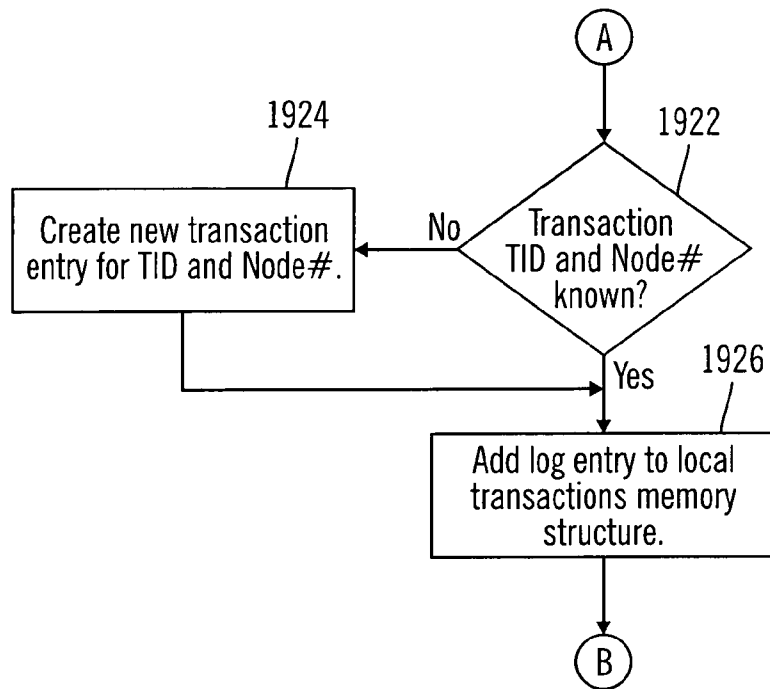 A
1924
1922
Create new transaction
entry for TID and Node#.
No
Transaction
TID and Node#
known?
Yes
1926
Add log entry to local
transactions memory
structure.
B